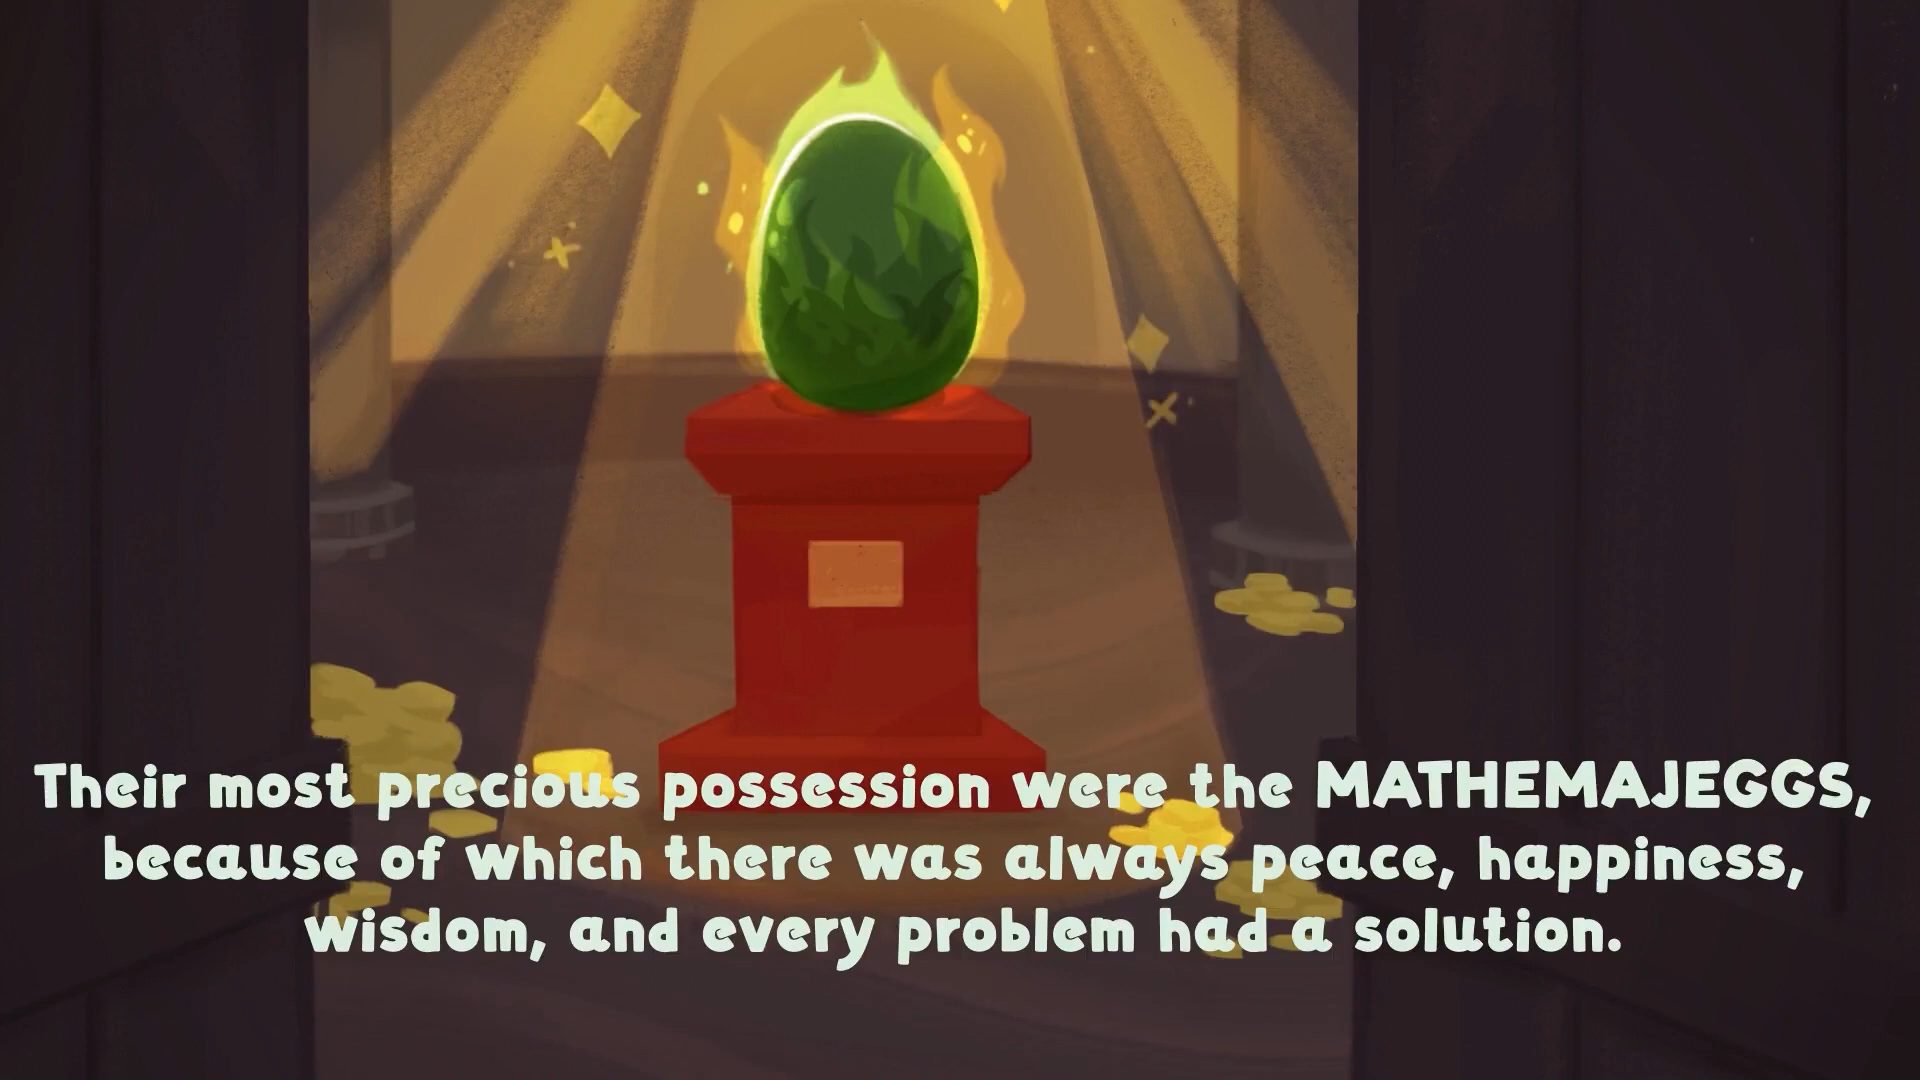 Their most precious possession were the MATHEMAJEGGS,
because of which there was always peace, happiness,
wisdom, and every problem had a solution.